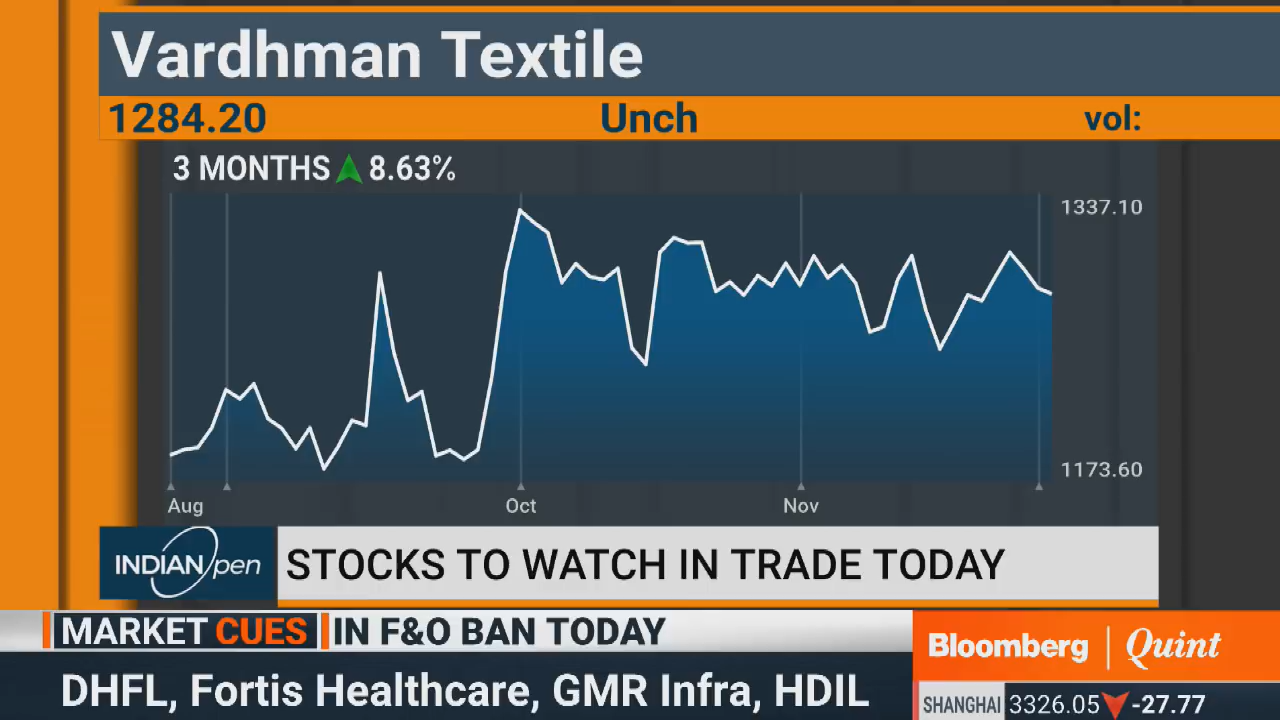 Vardhman Textile
1284.20 Unch vol:
3 MONTHS 8.63%
1337.10
1173.60
Aug Oct Nov
INDIAN pen STOCKS TO WATCH IN TRADE TODAY
MARKET CUES IN F&O BAN TODAY
DHFL, Fortis Healthcare, GMR Infra, HDIL
Bloomberg | Quint
SHANGHAI 3326.05 -27.77